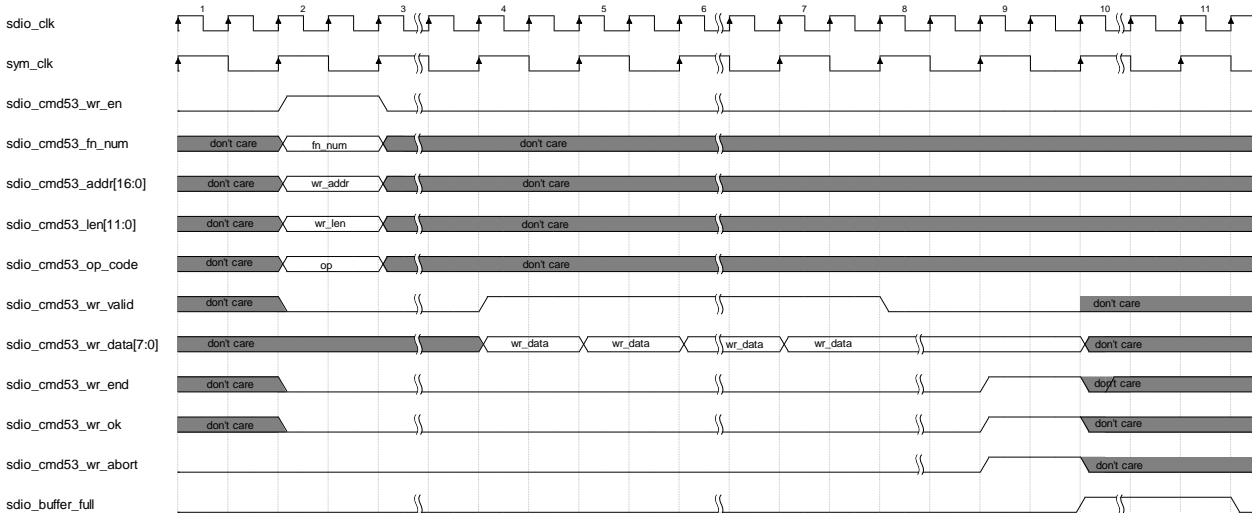 1 2 3 4 5 6 7 8 9 10 11
sdio_clk
sym_clk
sdio_cmd53_wr_en
sdio_cmd53_fn_num don't care fn_num don't care
sdio_cmd53_addr[16:0] don't care wr_addr don't care
sdio_cmd53_len[11:0] don't care wr_len don't care
sdio_cmd53_op_code don't care op don't care
sdio_cmd53_wr_valid don't care don't care
sdio_cmd53_wr_data[7:0] don't care wr_data wr_data wr_data wr_data don't care
sdio_cmd53_wr_end don't care don't care
sdio_cmd53_wr_ok don't care don't care
sdio_cmd53_wr_abort don't care
sdio_buffer_full